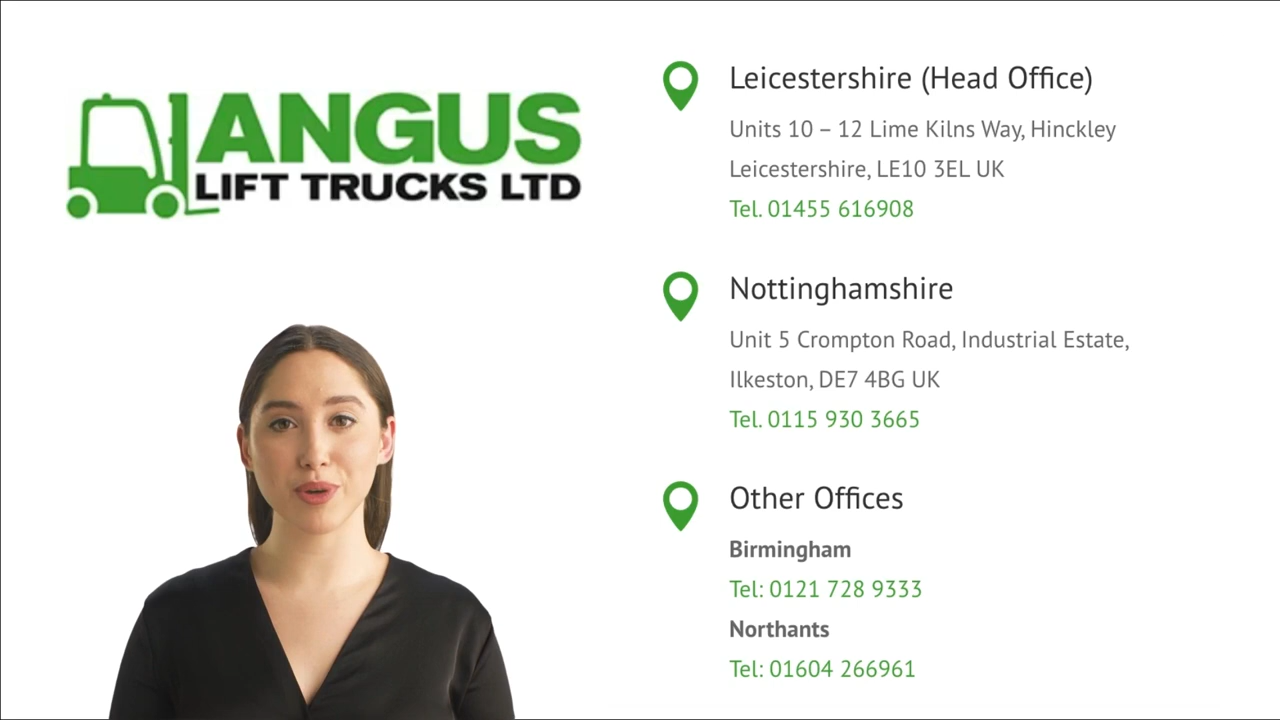 ANGUS
LIFT TRUCKS LTD
Leicestershire (Head Office)
Units 10 – 12 Lime Kilns Way, Hinckley
Leicestershire, LE10 3EL UK
Tel. 01455 616908
Nottinghamshire
Unit 5 Crompton Road, Industrial Estate,
Ilkeston, DE7 4BG UK
Tel. 0115 930 3665
Other Offices
Birmingham
Tel: 0121 728 9333
Northants
Tel: 01604 266961